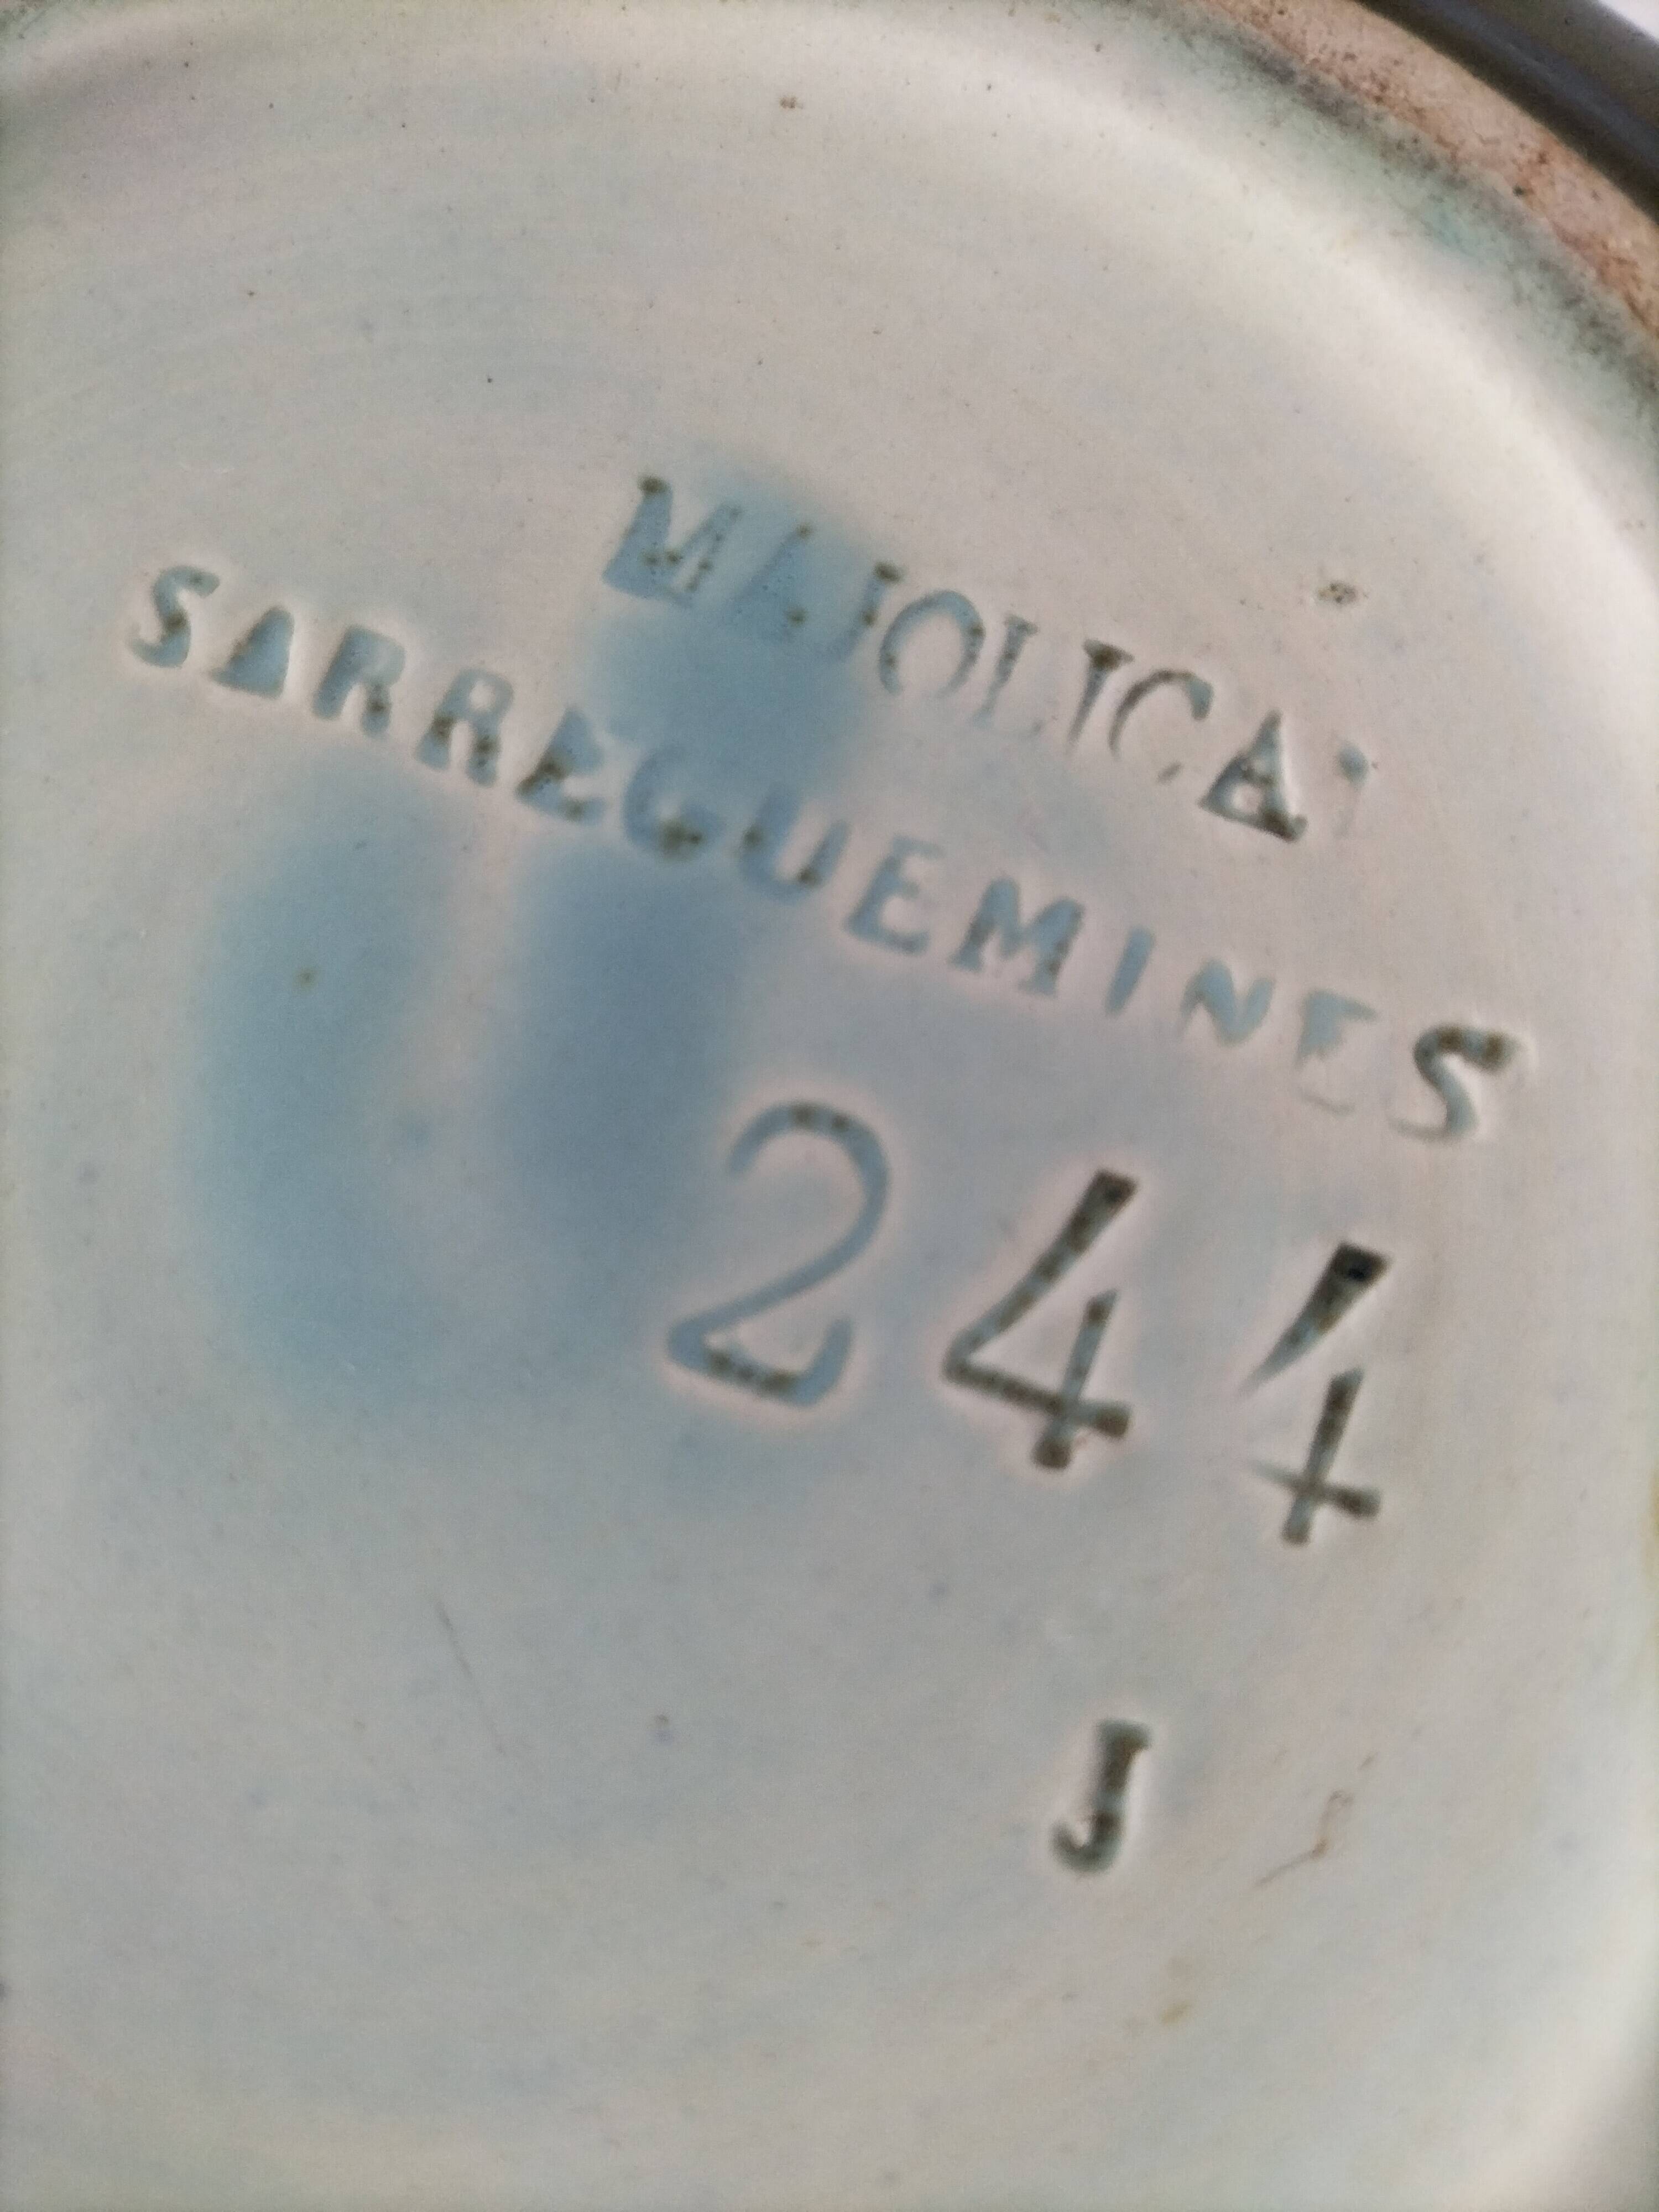 MAJOLICA
SARREGUEMINES
244
J